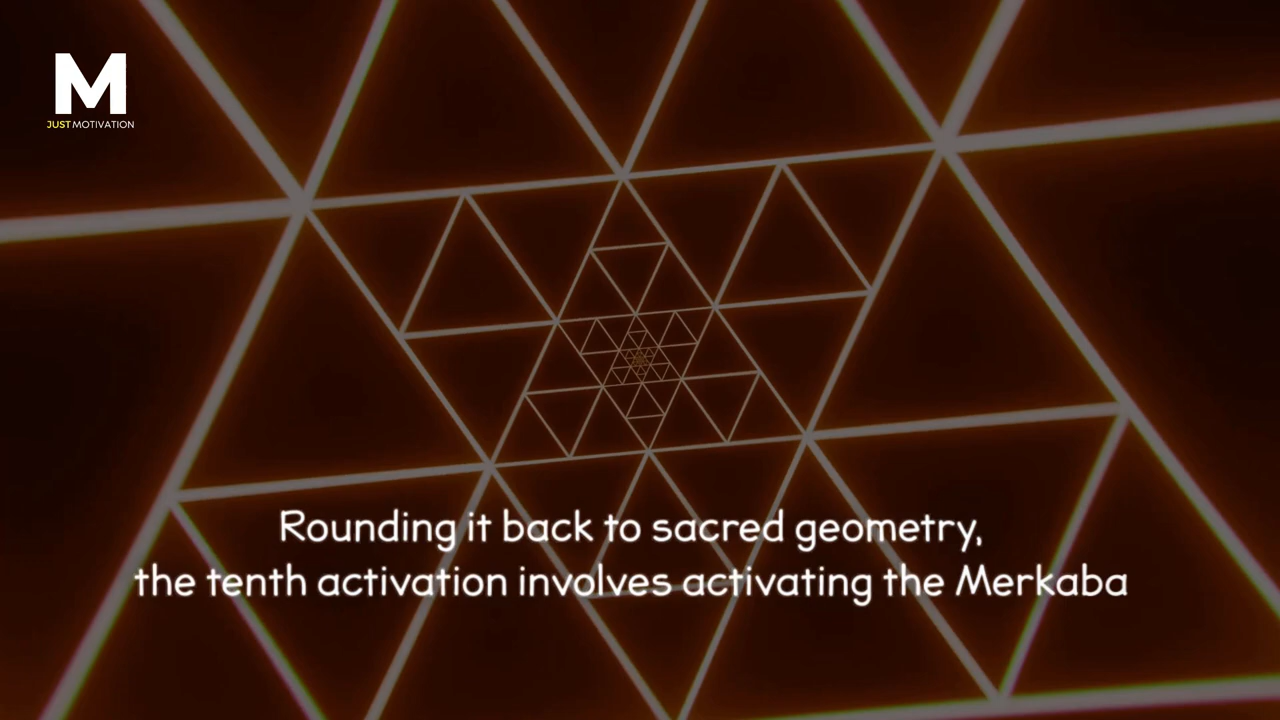 M
JUST MOTIVATION
Rounding it back to sacred geometry,
the tenth activation involves activating the Merkaba